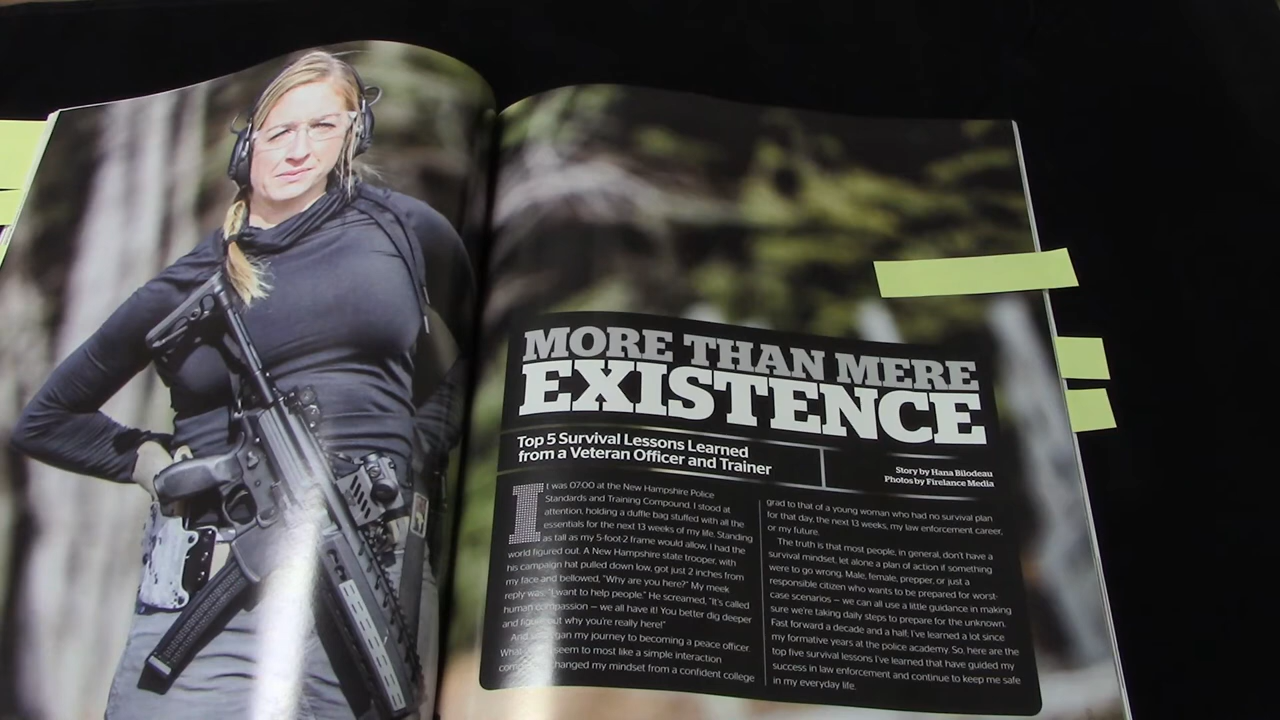 MORE THAN MERE
EXISTENCE
Top 5 Survival Lessons Learned
from a Veteran Officer and Trainer
Story by Hana Bilodeau
Photos by Firelance Media
It was 07:00 at the New Hampshire Police
Standards and Training Compound. I stood at
attention, holding a duffle bag stuffed with all the
essentials for the next 13 weeks of my life. Standing
as tall as my 5-foot-2 frame would allow, I had the
world figured out. A New Hampshire state trooper, with
his campaign hat pulled down low, got just 2 inches from
my face and bellowed, "Why are you here?" My meek
reply was: "I want to help people." He screamed, "It's called
human compassion — we all have it! You better dig deeper
and figure out why you're really here!"
And gan my journey to becoming a peace officer.
What seem to most like a simple interaction
changed my mindset from a confident college
grad to that of a young woman who had no survival plan
for that day, the next 13 weeks, my law enforcement career,
or my future.
The truth is that most people, in general, don't have a
survival mindset, let alone a plan of action if something
were to go wrong. Male, female, prepper, or just a
responsible citizen who wants to be prepared for worst-
case scenarios — we can all use a little guidance in making
sure we're taking daily steps to prepare for the unknown.
Fast forward a decade and a half, I've learned a lot since
my formative years at the police academy. So, here are the
top five survival lessons I've learned that have guided my
success in law enforcement and continue to keep me safe
in my everyday life.